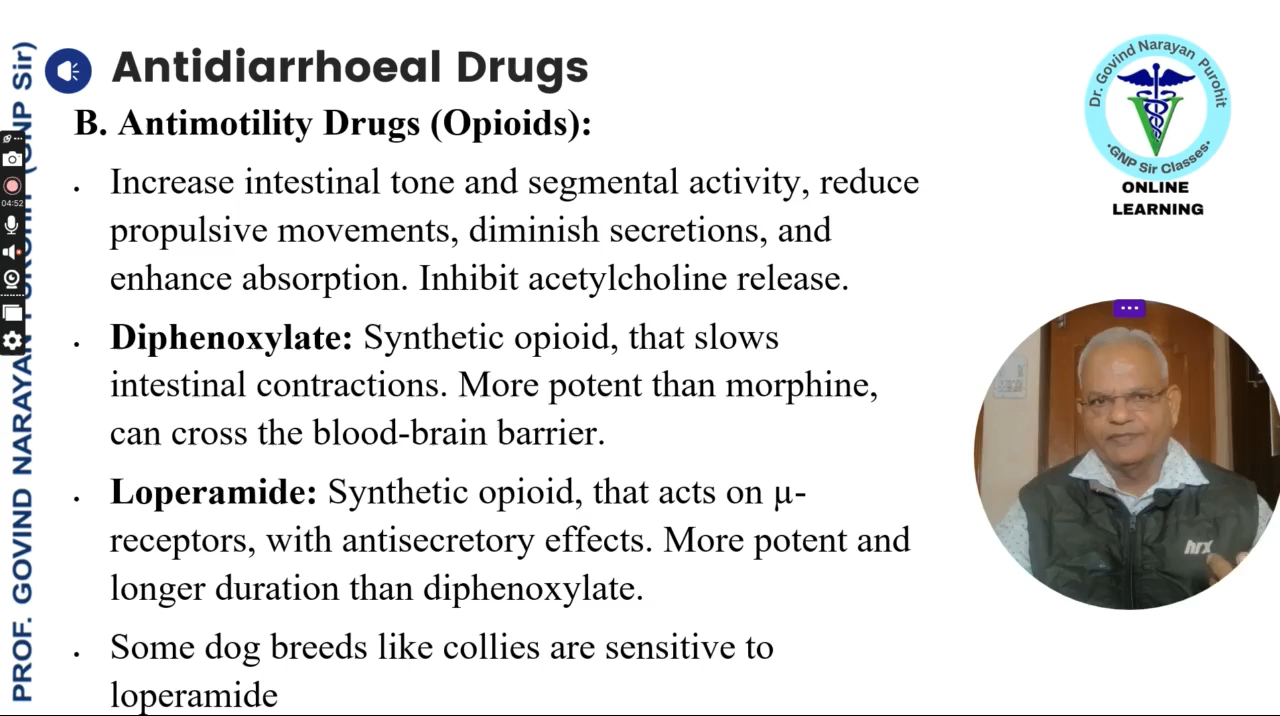 Antidiarrhoeal Drugs
B. Antimotility Drugs (Opioids):
• Increase intestinal tone and segmental activity, reduce
propulsive movements, diminish secretions, and
enhance absorption. Inhibit acetylcholine release.
• Diphenoxylate: Synthetic opioid, that slows
intestinal contractions. More potent than morphine,
can cross the blood-brain barrier.
• Loperamide: Synthetic opioid, that acts on µ-
receptors, with antisecretory effects. More potent and
longer duration than diphenoxylate.
• Some dog breeds like collies are sensitive to
loperamide
Dr. Govind Narayan Purohit
•GNP Sir Classes•
ONLINE
LEARNING
PROF. GOVIND NARAYAN (GNP Sir)
04:52
hrx